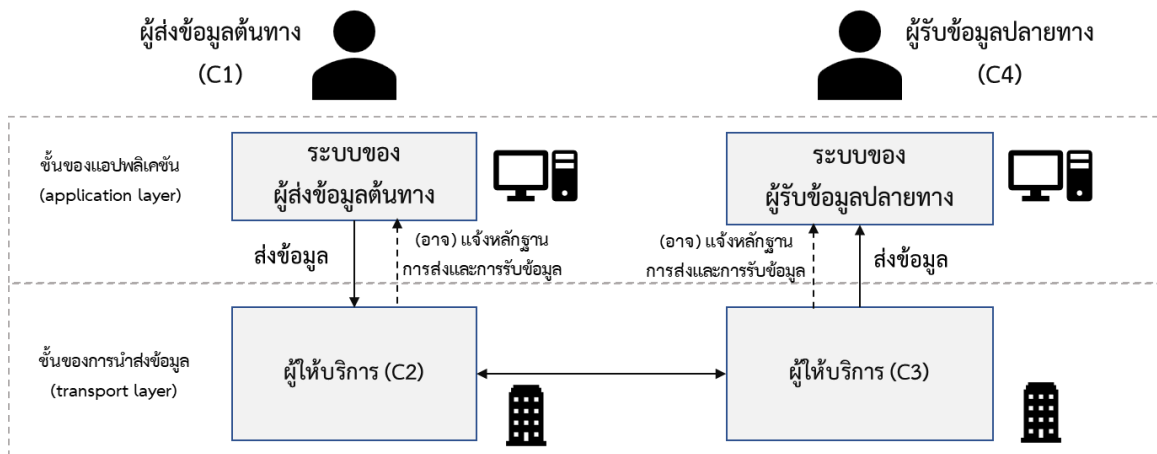 ผู้ส่งข้อมูลต้นทาง
(C1)
ผู้รับข้อมูลปลายทาง
(C4)
ชั้นของแอปพลิเคชัน
(application layer)
ระบบของ
ผู้ส่งข้อมูลต้นทาง
ระบบของ
ผู้รับข้อมูลปลายทาง
ส่งข้อมูล
(อาจ) แจ้งหลักฐาน
การส่งและการรับข้อมูล
(อาจ) แจ้งหลักฐาน
การส่งและการรับข้อมูล
ส่งข้อมูล
ชั้นของการนำส่งข้อมูล
(transport layer)
ผู้ให้บริการ (C2)
ผู้ให้บริการ (C3)